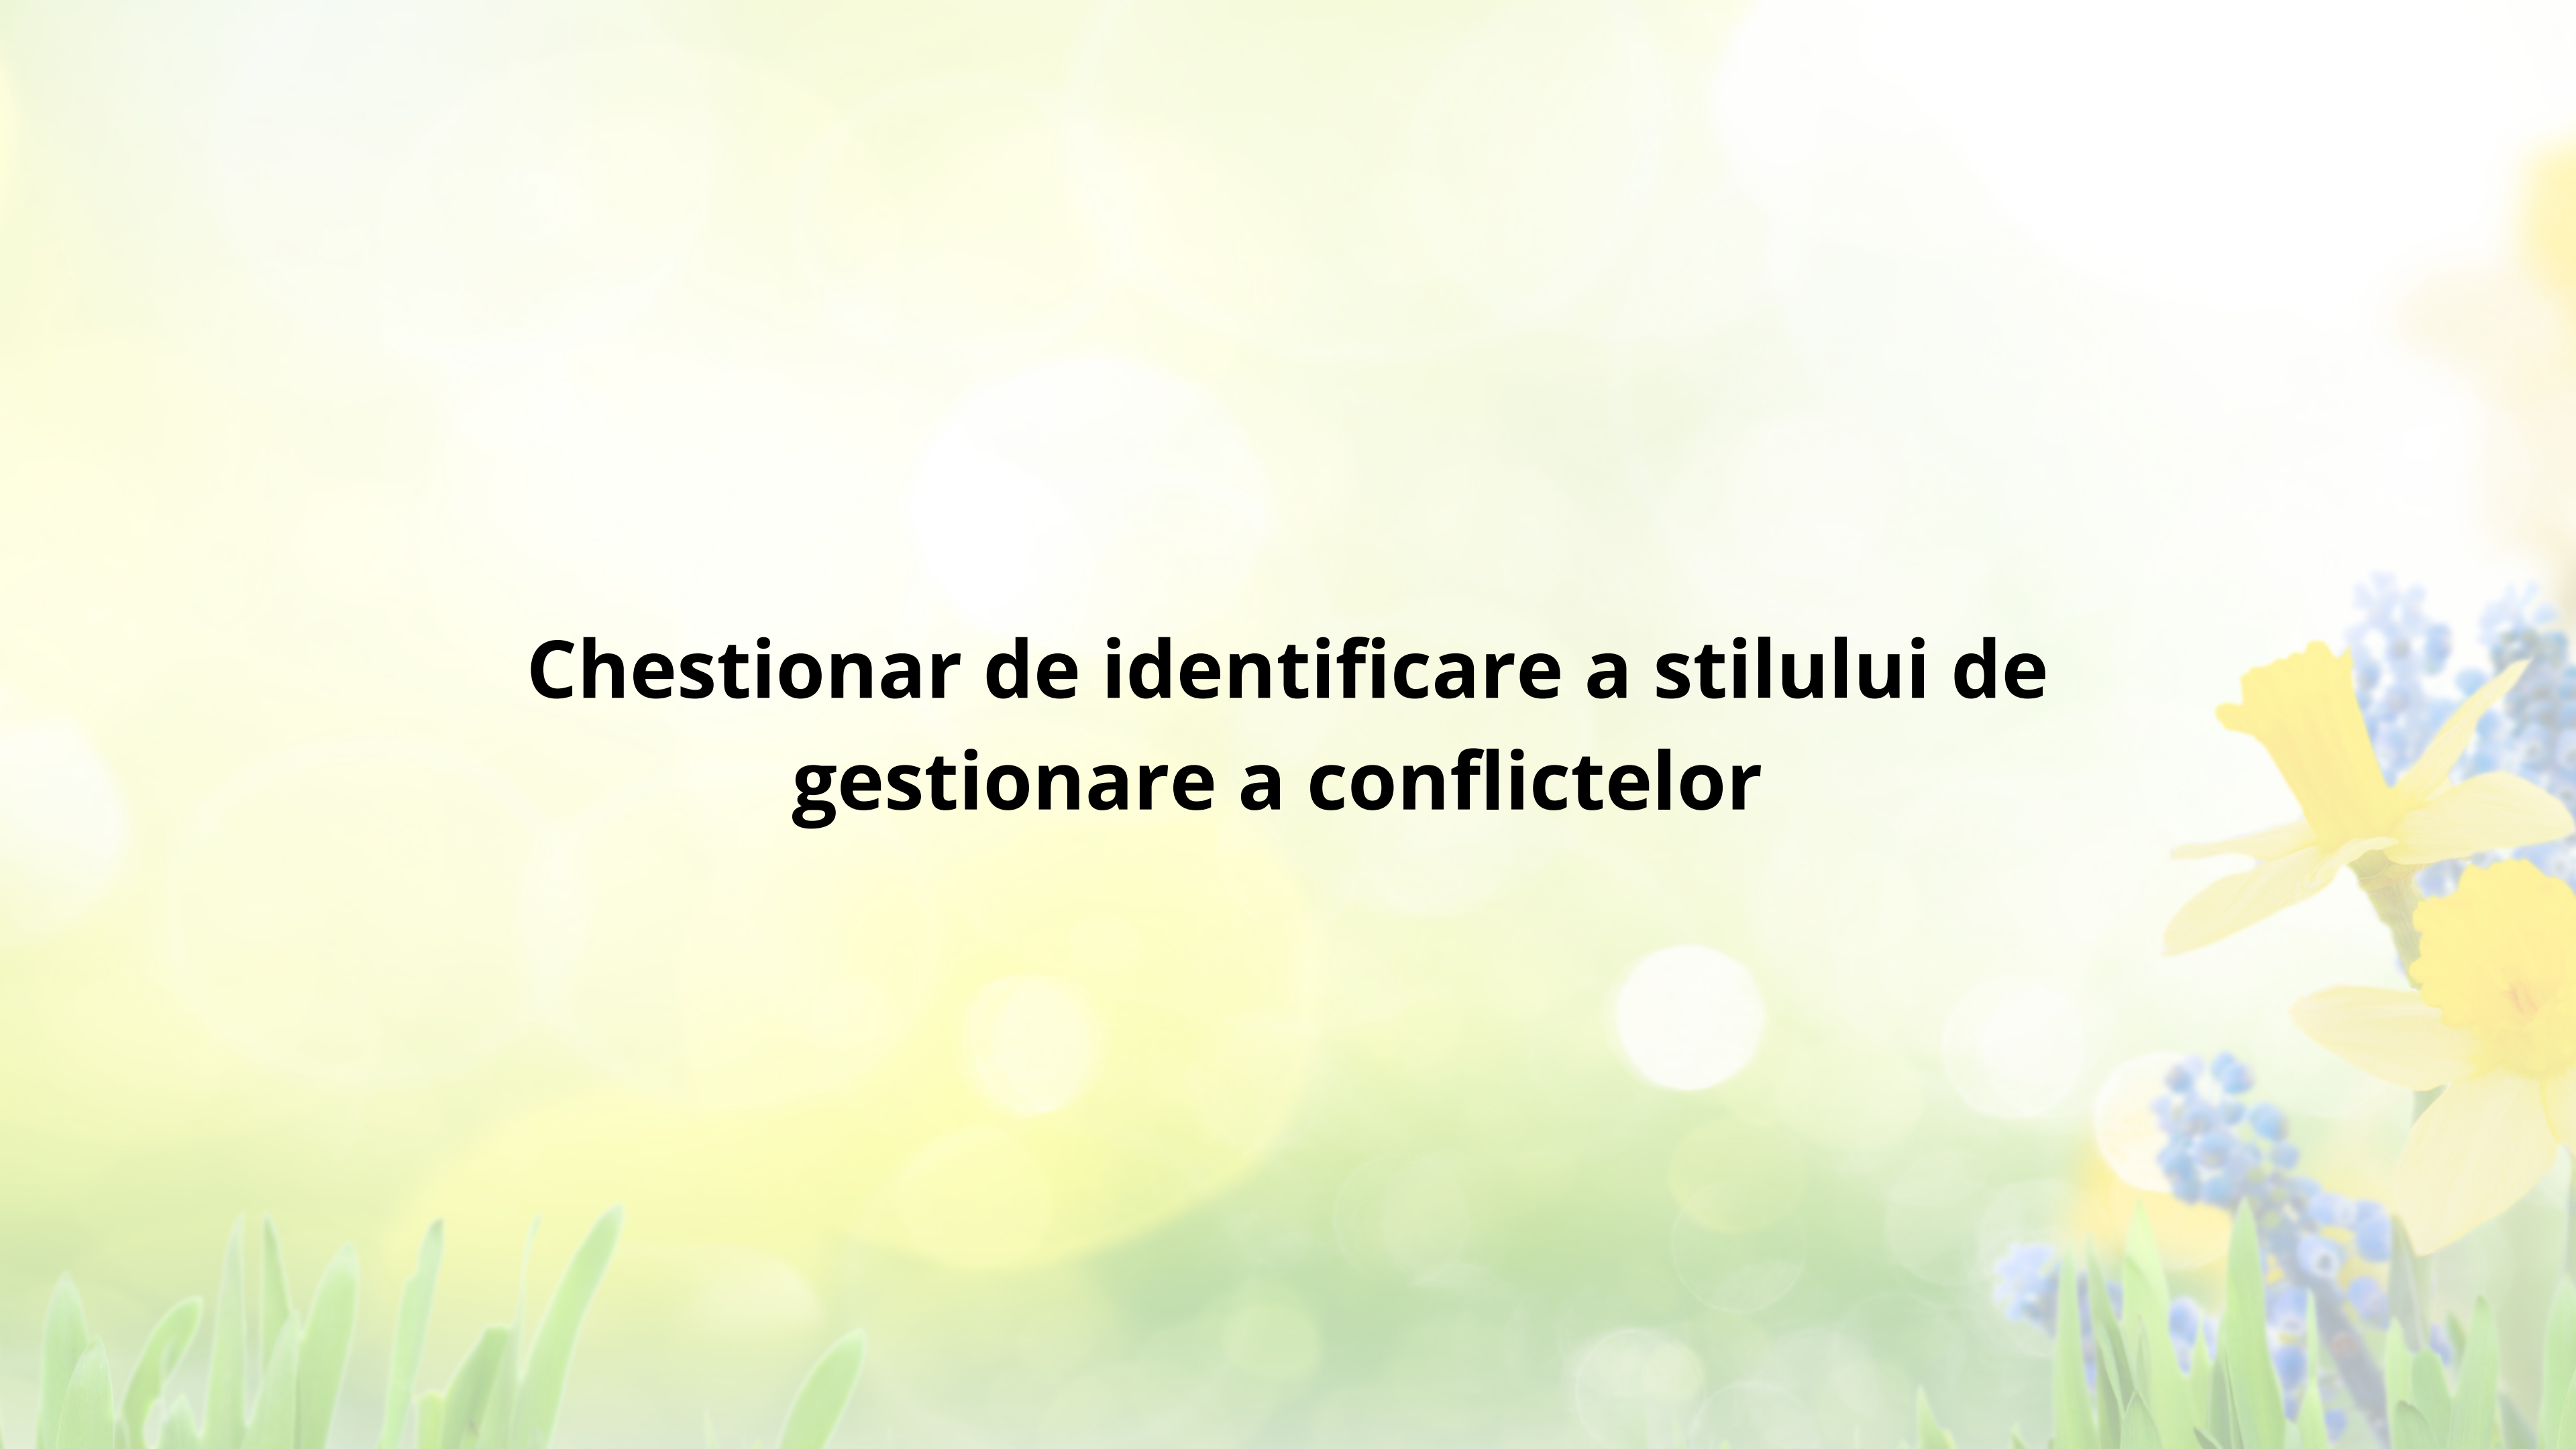 Chestionar de identificare a stilului de
gestionare a conflictelor